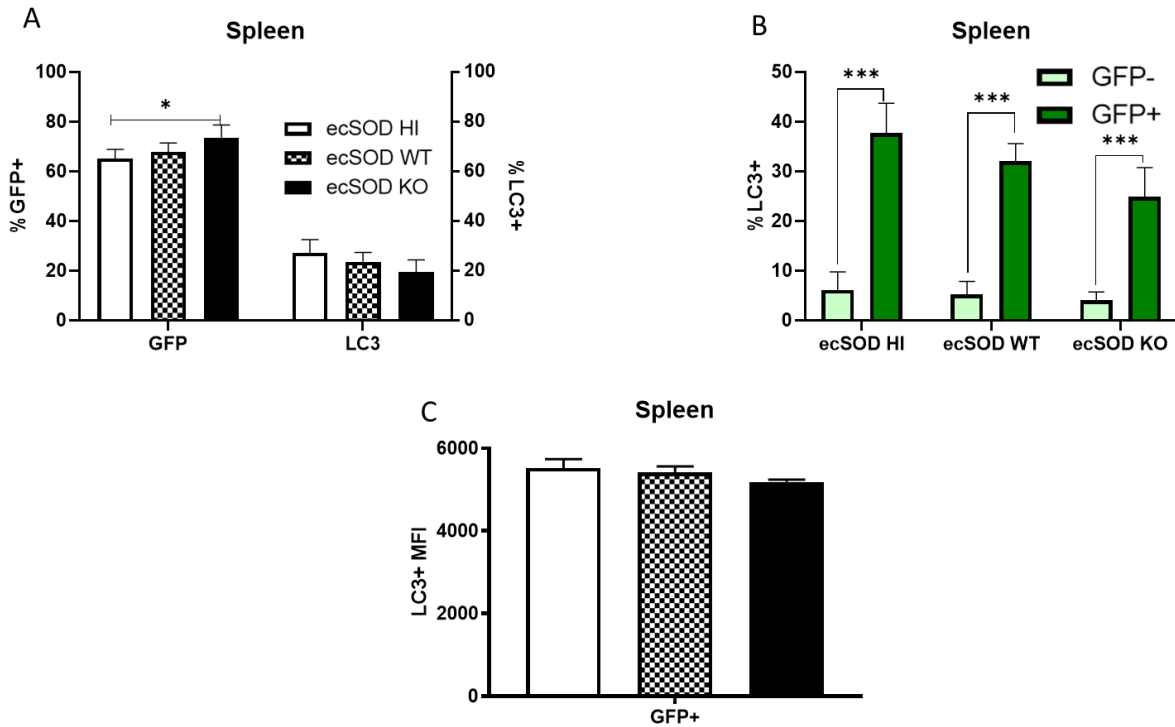 A
Spleen
% GFP+
100
80
60
40
20
0
*
ecSOD HI
ecSOD WT
ecSOD KO
100
80
60
40
20
0
% LC3+
GFP
LC3
B
Spleen
% LC3+
50
40
30
20
10
0
***
***
***
GFP-
GFP+
ecSOD HI
ecSOD WT
ecSOD KO
C
Spleen
LC3+ MFI
6000
4000
2000
0
GFP+